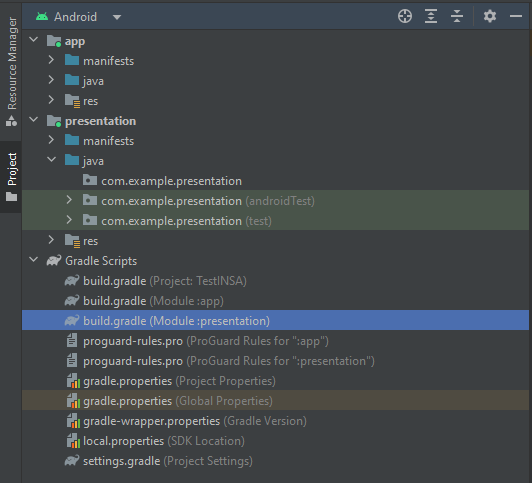 Android
Resource Manager
Project
app
manifests
java
res
presentation
manifests
java
com.example.presentation
com.example.presentation (androidTest)
com.example.presentation (test)
res
Gradle Scripts
build.gradle (Project: TestINSA)
build.gradle (Module :app)
build.gradle (Module :presentation)
proguard-rules.pro (ProGuard Rules for ":app")
proguard-rules.pro (ProGuard Rules for ":presentation")
gradle.properties (Project Properties)
gradle.properties (Global Properties)
gradle-wrapper.properties (Gradle Version)
local.properties (SDK Location)
settings.gradle (Project Settings)